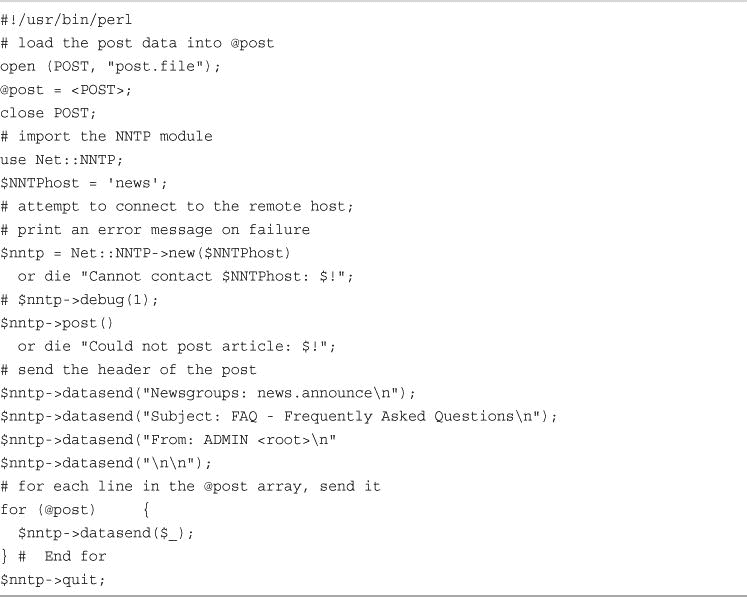 #!/usr/bin/perl
# load the post data into @post
open (POST, "post.file");
@post = <POST>;
close POST;
# import the NNTP module
use Net::NNTP;
$NNTPhost = 'news';
# attempt to connect to the remote host;
# print an error message on failure
$nntp = Net::NNTP->new($NNTPhost)
  or die "Cannot contact $NNTPhost: $!";
# $nntp->debug(1);
$nntp->post()
  or die "Could not post article: $!";
# send the header of the post
$nntp->datasend("Newsgroups: news.announce\n");
$nntp->datasend("Subject: FAQ - Frequently Asked Questions\n");
$nntp->datasend("From: ADMIN <root>\n"
$nntp->datasend("\n\n");
# for each line in the @post array, send it
for (@post)     {
  $nntp->datasend($_);
} #  End for
$nntp->quit;